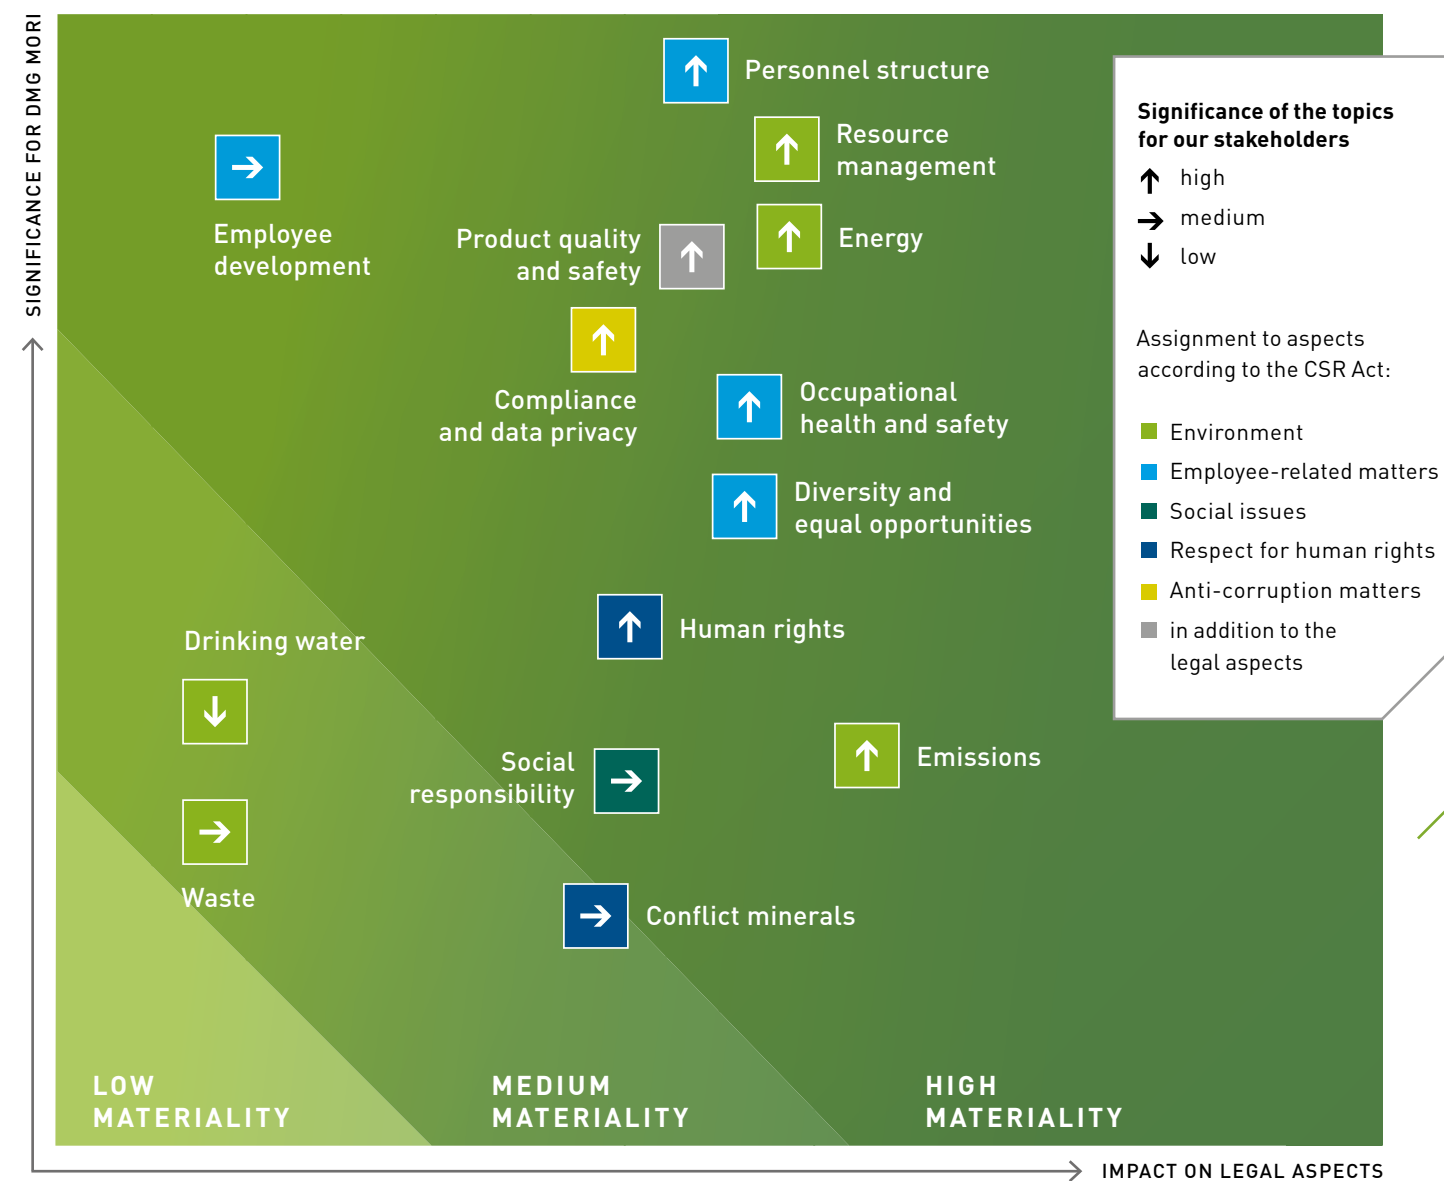 SIGNIFICANCE FOR DMG MORI
Personnel structure
Resource
management
Employee
development
Product quality
and safety
Energy
Compliance
and data privacy
Occupational
health and safety
Diversity and
equal opportunities
Human rights
Drinking water
Social
responsibility
Emissions
Waste
Conflict minerals
LOW
MATERIALITY
MEDIUM
MATERIALITY
HIGH
MATERIALITY
IMPACT ON LEGAL ASPECTS
Significance of the topics
for our stakeholders
high
medium
low
Assignment to aspects
according to the CSR Act:
Environment
Employee-related matters
Social issues
Respect for human rights
Anti-corruption matters
in addition to the
legal aspects